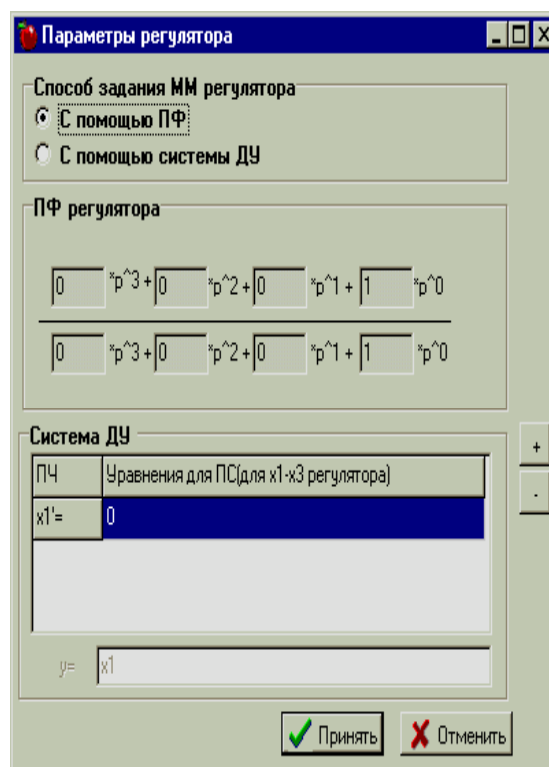 Параметры регулятора
Способ задания ММ регулятора
С помощью ПФ
С помощью системы ДУ
ПФ регулятора
0 *p^3 + 0 *p^2 + 0 *p^1 + 1 *p^0
0 *p^3 + 0 *p^2 + 0 *p^1 + 1 *p^0
Система ДУ
+
ПЧ Уравнения для ПС(для x1-x3 регулятора)
-
x1'= 0
y= x1
Принять Отменить